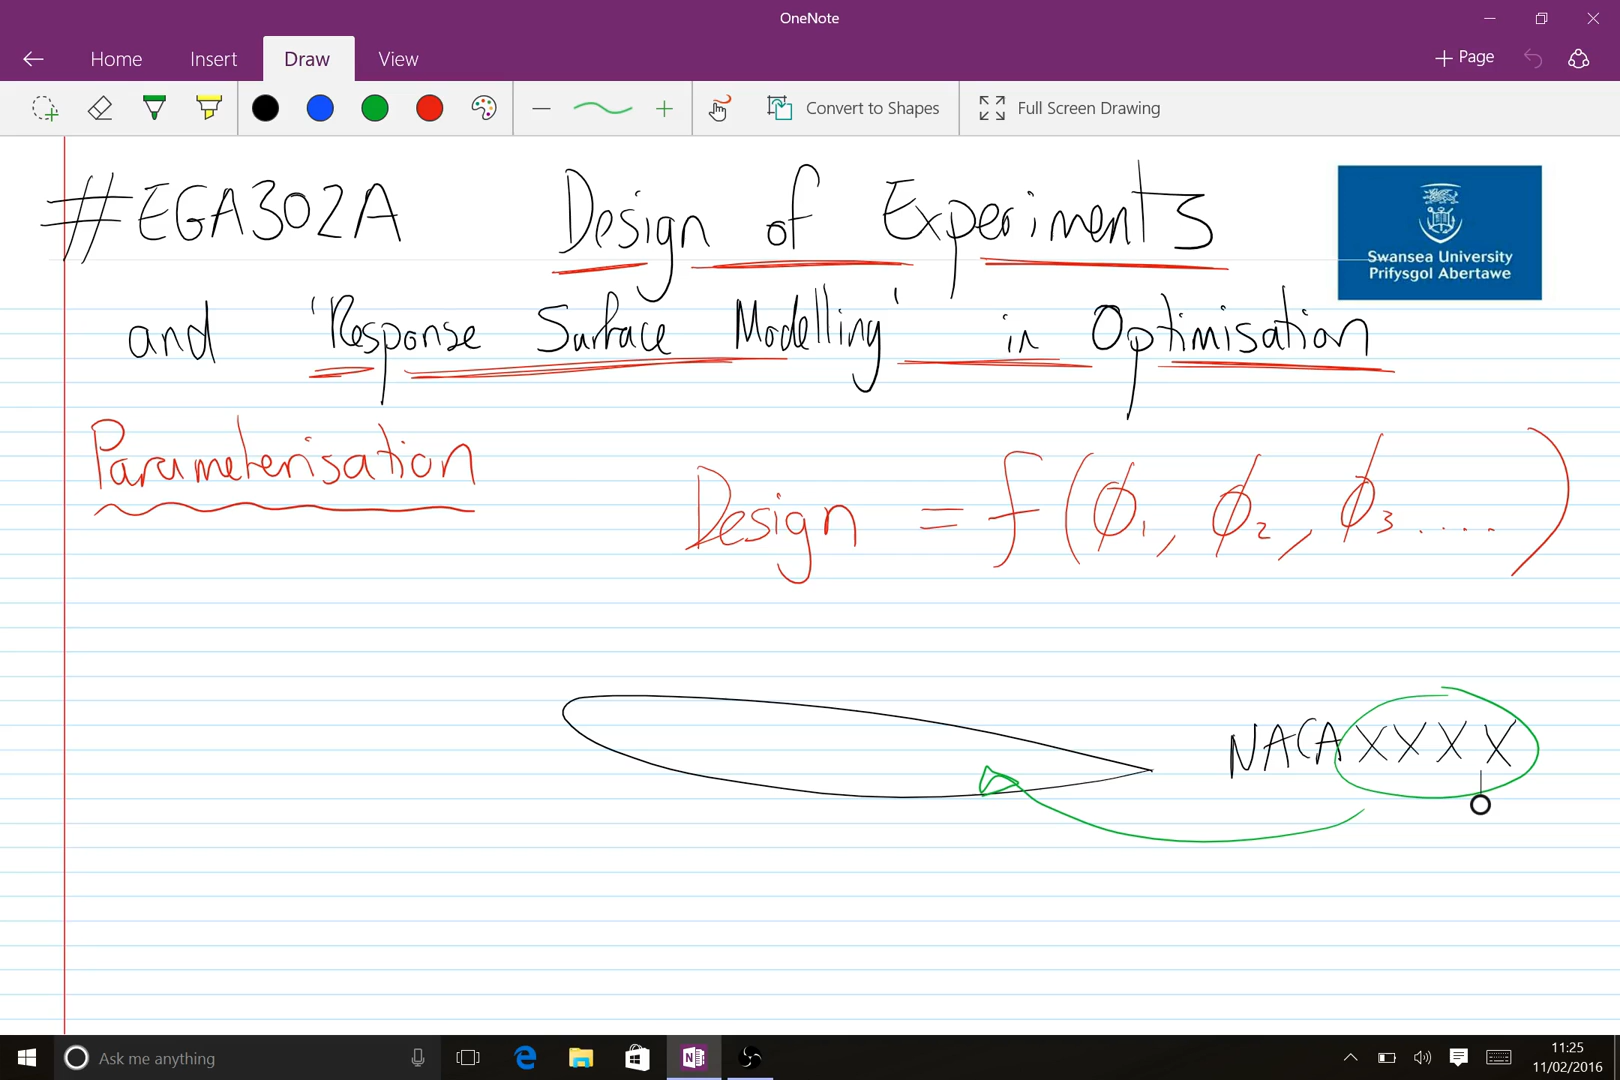 OneNote
Home Insert Draw View
Page
Convert to Shapes
Full Screen Drawing
#EGA302A Design of Experiments
Swansea University
Prifysgol Abertawe
and 'Response Surface Modelling' in Optimisation
Parameterisation
Design = f(ϕ1, ϕ2, ϕ3.....)
NACA XXXX
Ask me anything
11:25
11/02/2016